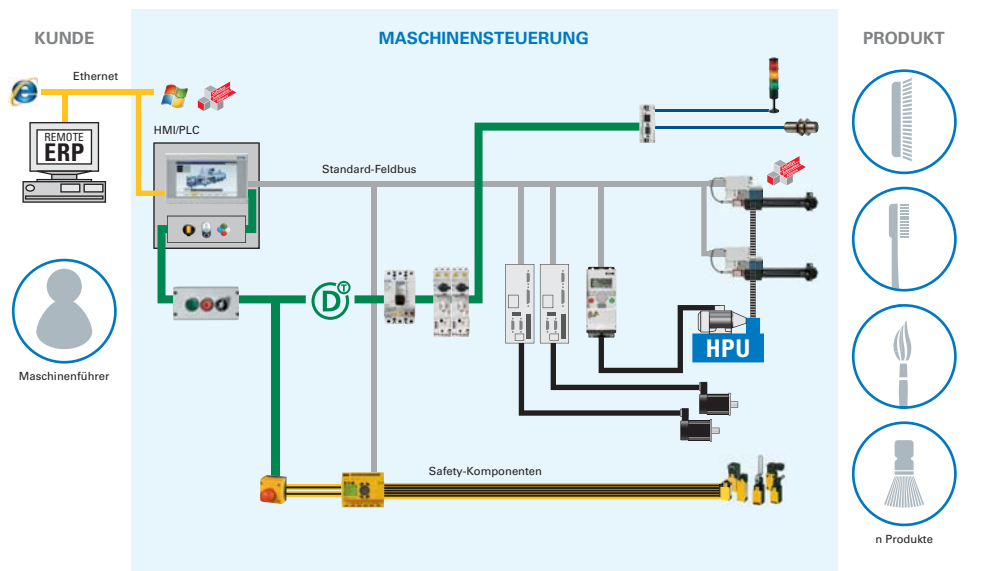 KUNDE
MASCHINENSTEUERUNG
PRODUKT
Ethernet
REMOTE
ERP
HMI/PLC
Standard-Feldbus
D
T
HPU
Maschinenführer
Safety-Komponenten
n Produkte